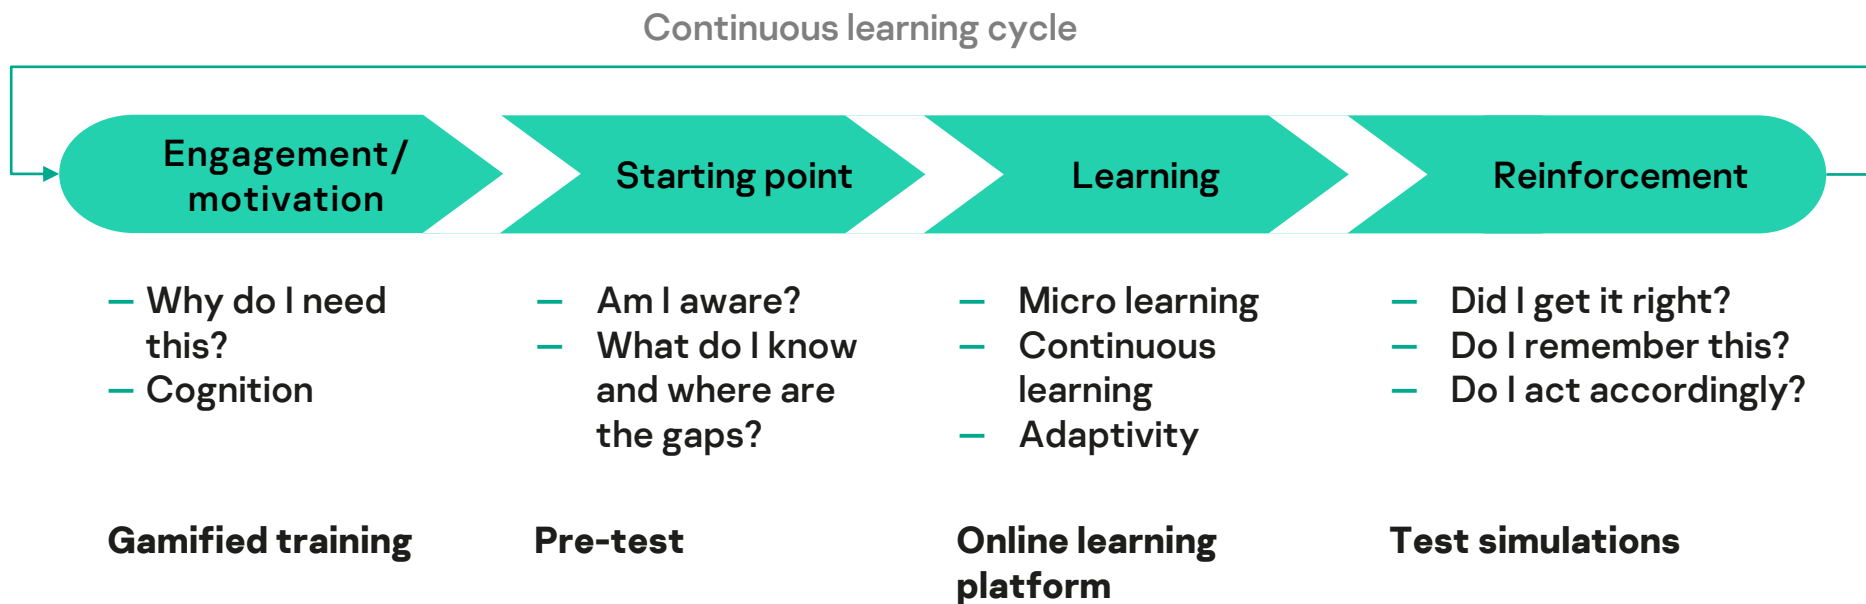 Continuous learning cycle
Engagement/
motivation
Starting point
Learning
Reinforcement
— Why do I need
this?
— Cognition
— Am I aware?
— What do I know
and where are
the gaps?
— Micro learning
— Continuous
learning
— Adaptivity
— Did I get it right?
— Do I remember this?
— Do I act accordingly?
Gamified training
Pre-test
Online learning
platform
Test simulations